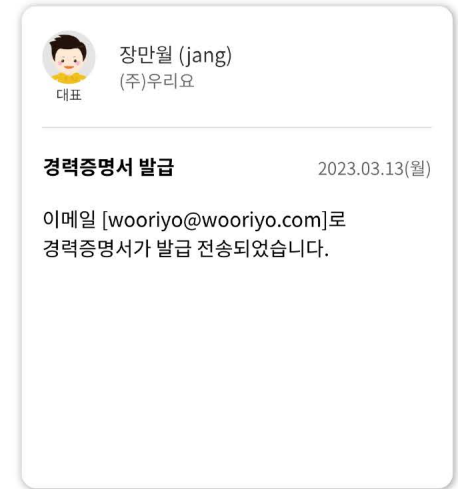 장만월 (jang)
(주)우리요
대표
경력증명서 발급
2023.03.13(월)
이메일 [wooriyo@wooriyo.com]로
경력증명서가 발급 전송되었습니다.